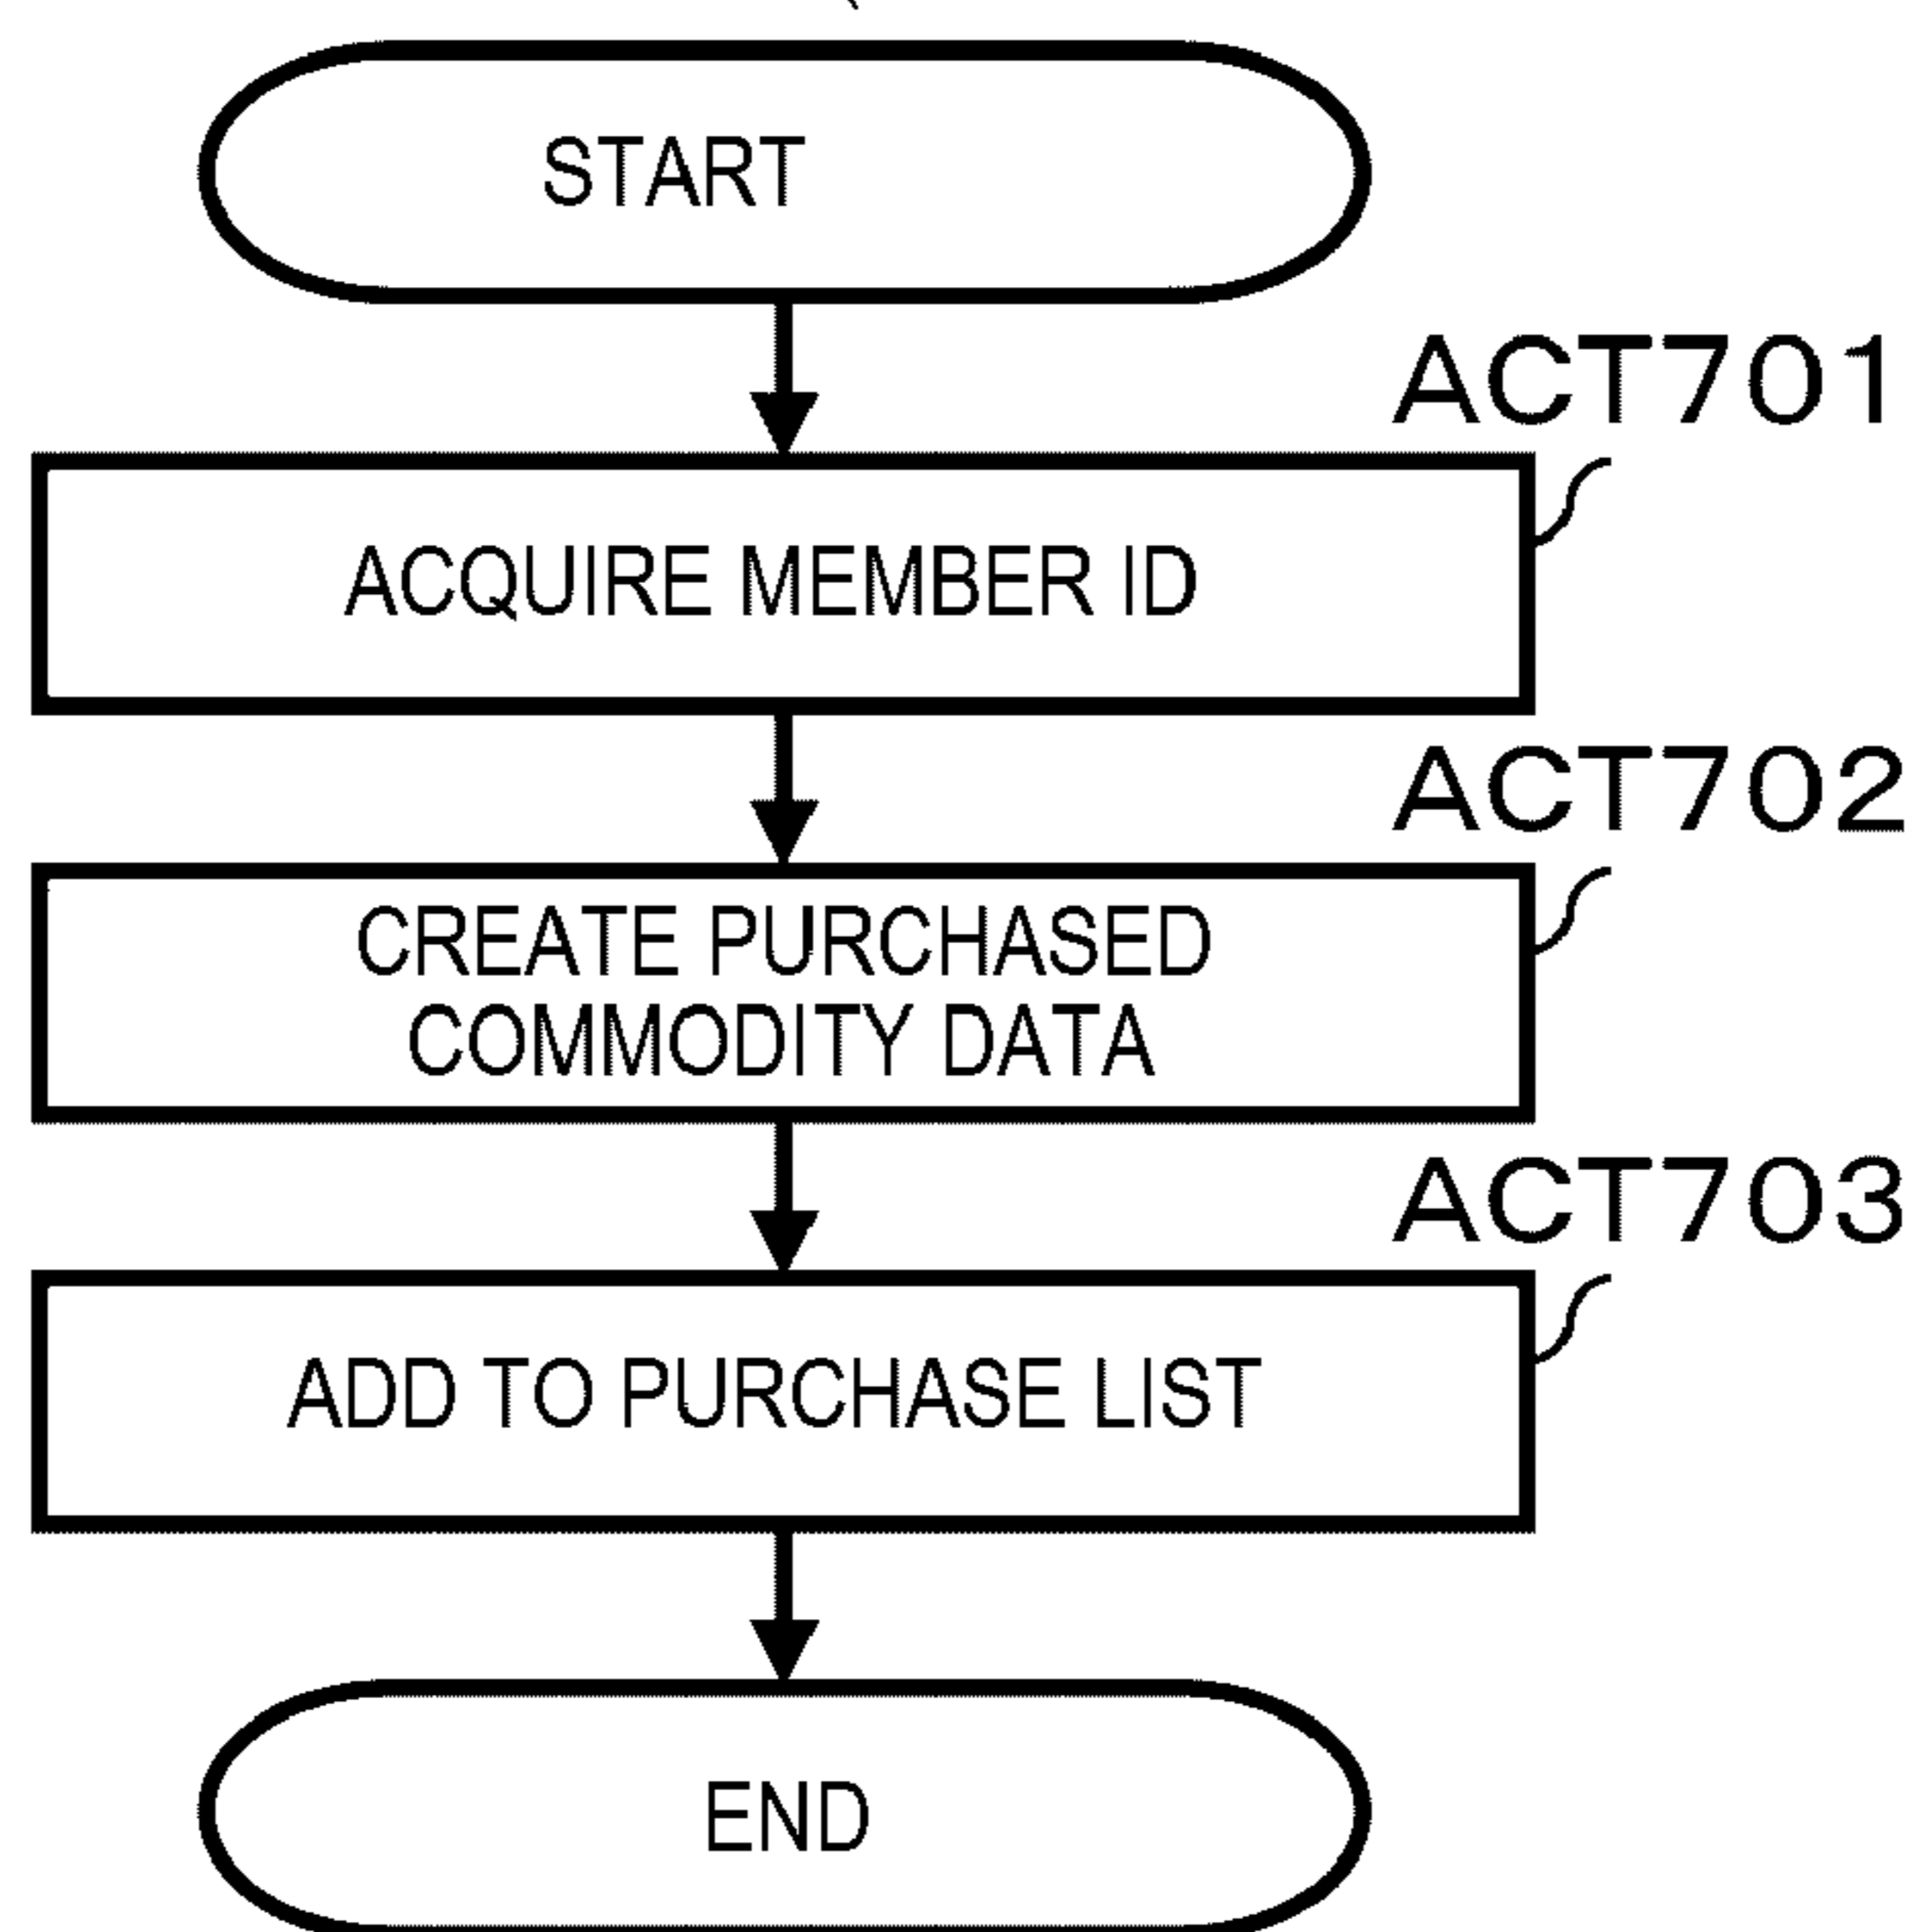 START
ACT701
ACQUIRE MEMBER ID
ACT702
CREATE PURCHASED
COMMODITY DATA
ACT703
ADD TO PURCHASE LIST
END